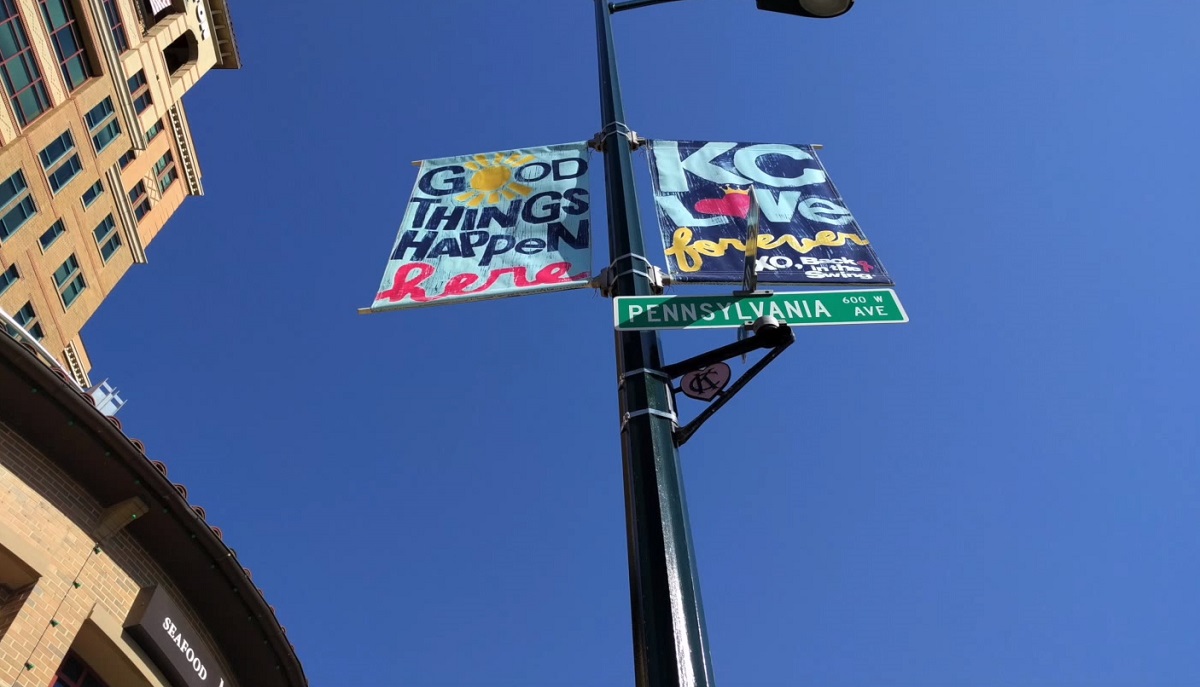 GOOD
THINGS
HAPPEN
here
KC
LOVE
forever
XO, Back
in the
Swing
PENNSYLVANIA 600 W
AVE
KC
SEAFOOD